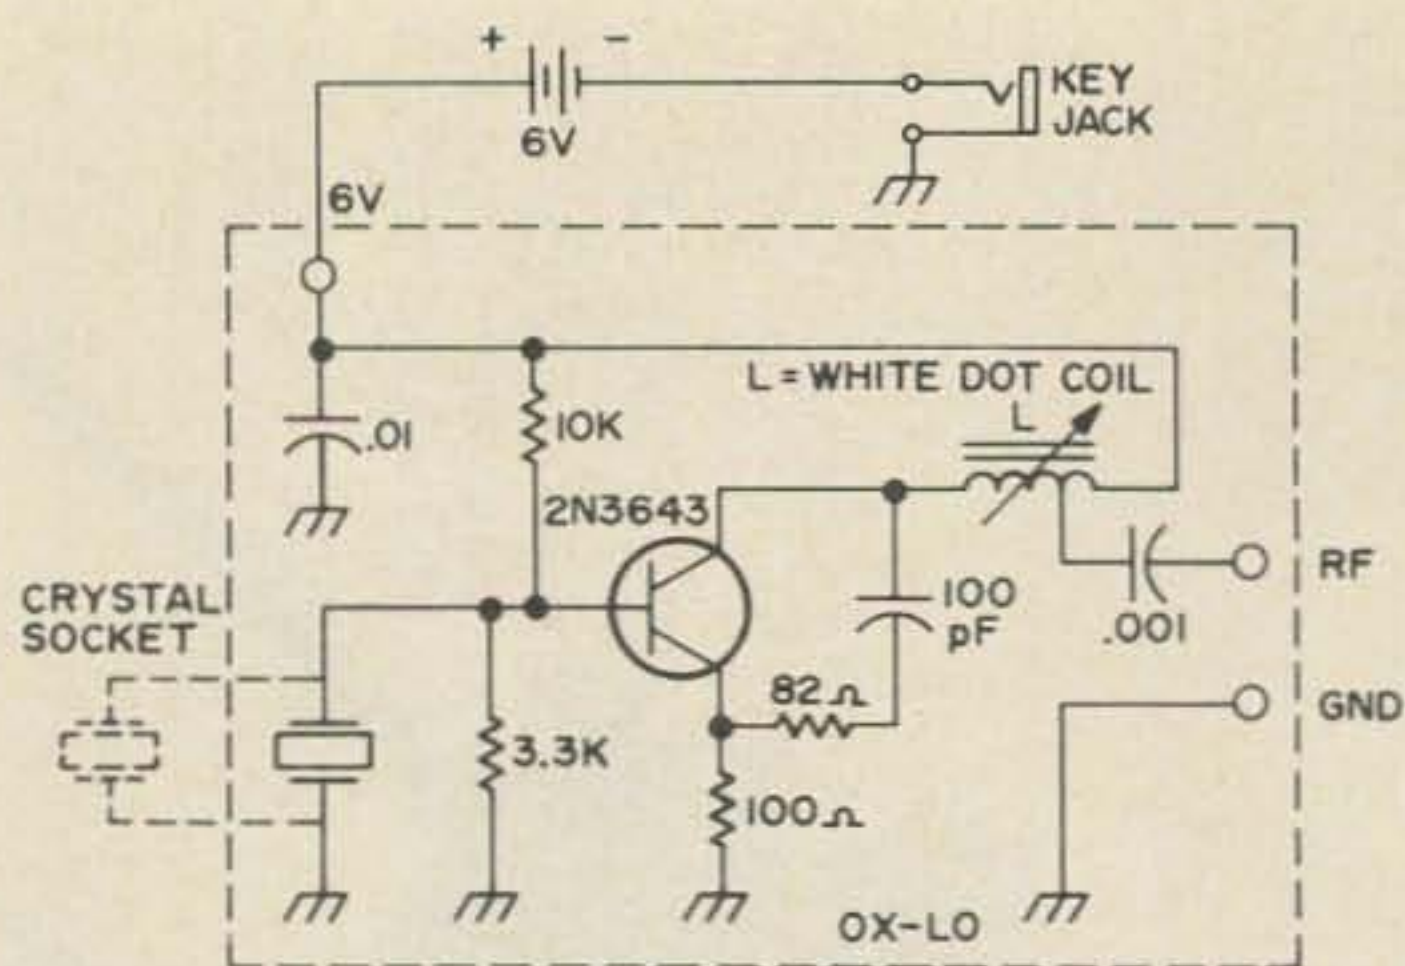 + −
6V
KEY
JACK
6V
L = WHITE DOT COIL
L
.01
10K
2N3643
RF
CRYSTAL
SOCKET
100
pF
.001
82Ω
GND
3.3K
100Ω
OX-LO